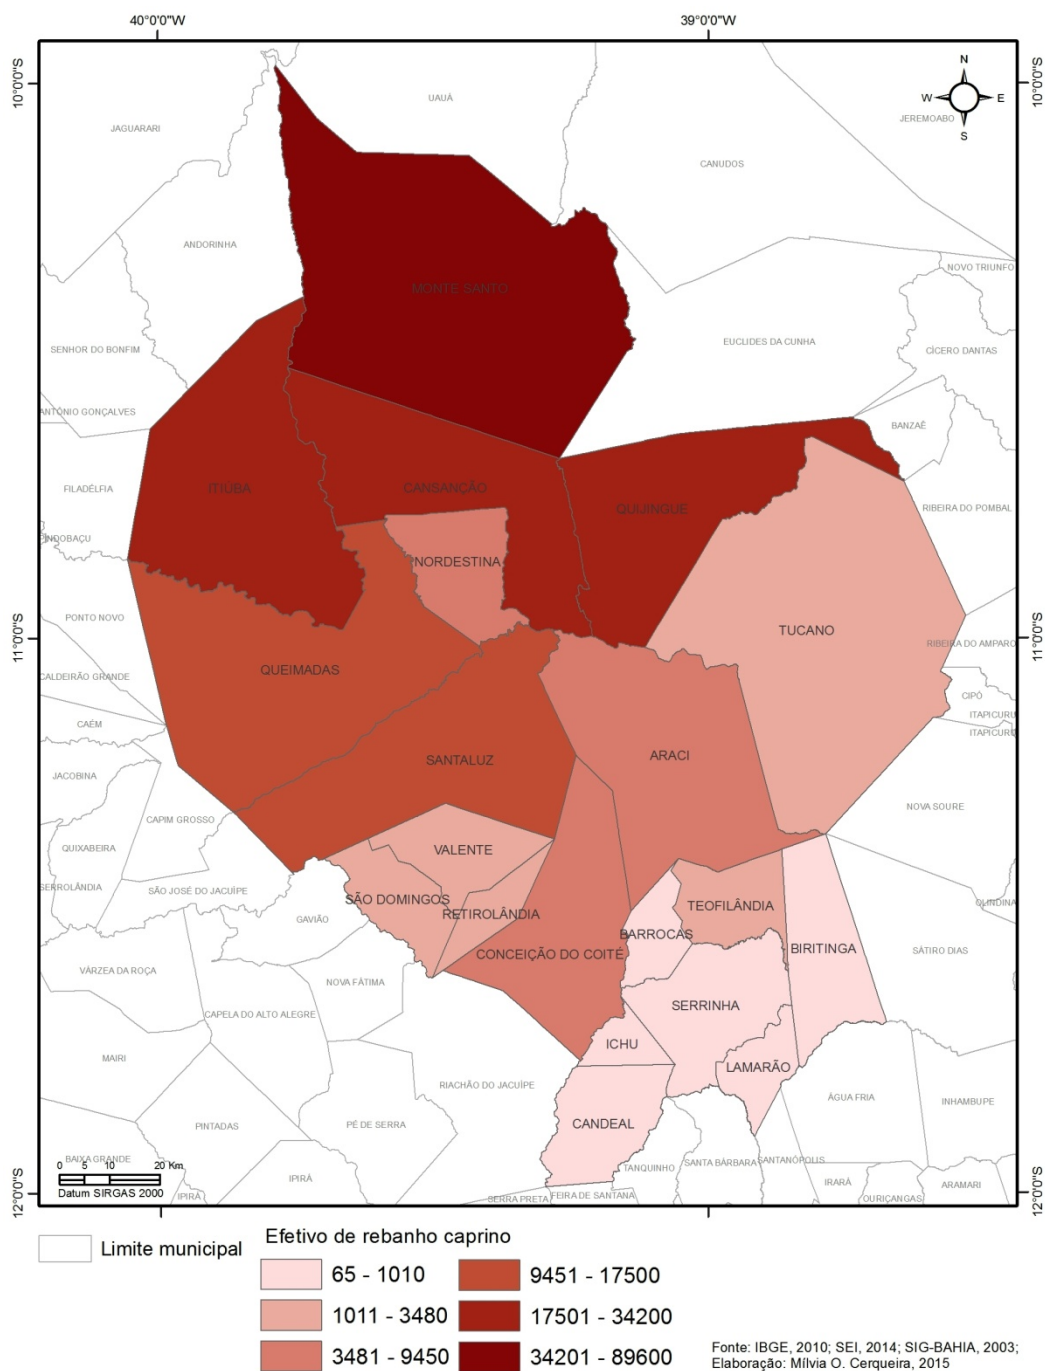 40°0'0"W
39°0'0"W
10°0'0"S
10°0'0"S
N
W
E
S
UAUÁ
JAGUARARI
JEREMOABO
CANUDOS
ANDORINHA
NOVO TRIUNFO
MONTE SANTO
EUCLIDES DA CUNHA
SENHOR DO BONFIM
CÍCERO DANTAS
ANTÔNIO GONÇALVES
BANZAÊ
FILADÉLFIA
ITIÚBA
CANSANÇÃO
QUIJINGUE
RIBEIRA DO POMBAL
PINDOBAÇU
NORDESTINA
PONTO NOVO
TUCANO
11°0'0"S
11°0'0"S
RIBEIRA DO AMPARO
QUEIMADAS
CALDEIRÃO GRANDE
CIPÓ
CAÉM
ITAPICURU
ITAPICURU
SANTALUZ
ARACI
JACOBINA
NOVA SOURE
CAPIM GROSSO
QUIXABEIRA
VALENTE
SERROLÂNDIA
SÃO JOSÉ DO JACUÍPE
SÃO DOMINGOS
TEOFILÂNDIA
OLINDINA
GAVIÃO
RETIROLÂNDIA
BARROCAS
BIRITINGA
SÁTIRO DIAS
CONCEIÇÃO DO COITÉ
VÁRZEA DA ROÇA
NOVA FÁTIMA
SERRINHA
CAPELA DO ALTO ALEGRE
ICHU
MAIRI
LAMARÃO
RIACHÃO DO JACUÍPE
ÁGUA FRIA
INHAMBUPE
PINTADAS
PÉ DE SERRA
CANDEAL
BAIXA GRANDE
TANQUINHO
SANTA BÁRBARA
SANTANÓPOLIS
0 5 10 20 Km
IPIRÁ
IRARÁ
ARAMARI
Datum SIRGAS 2000
IPIRÁ
SERRA PRETA
FEIRA DE SANTANA
OURIÇANGAS
12°0'0"S
12°0'0"S
Limite municipal
Efetivo de rebanho caprino
65 - 1010
1011 - 3480
3481 - 9450
9451 - 17500
17501 - 34200
34201 - 89600
Fonte: IBGE, 2010; SEI, 2014; SIG-BAHIA, 2003;
Elaboração: Mílvia O. Cerqueira, 2015